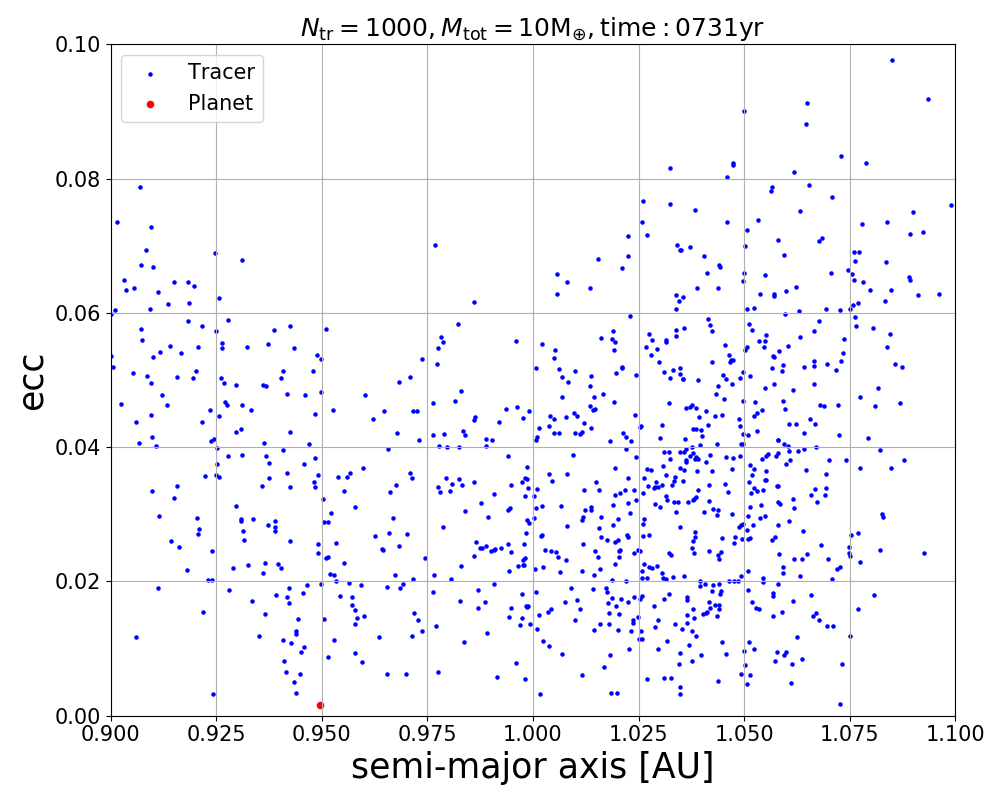 N_tr = 1000, M_tot = 10M_⊕, time : 0731yr
0.10
Tracer
Planet
0.08
0.06
ecc
0.04
0.02
0.00
0.900 0.925 0.950 0.975 1.000 1.025 1.050 1.075 1.100
semi-major axis [AU]